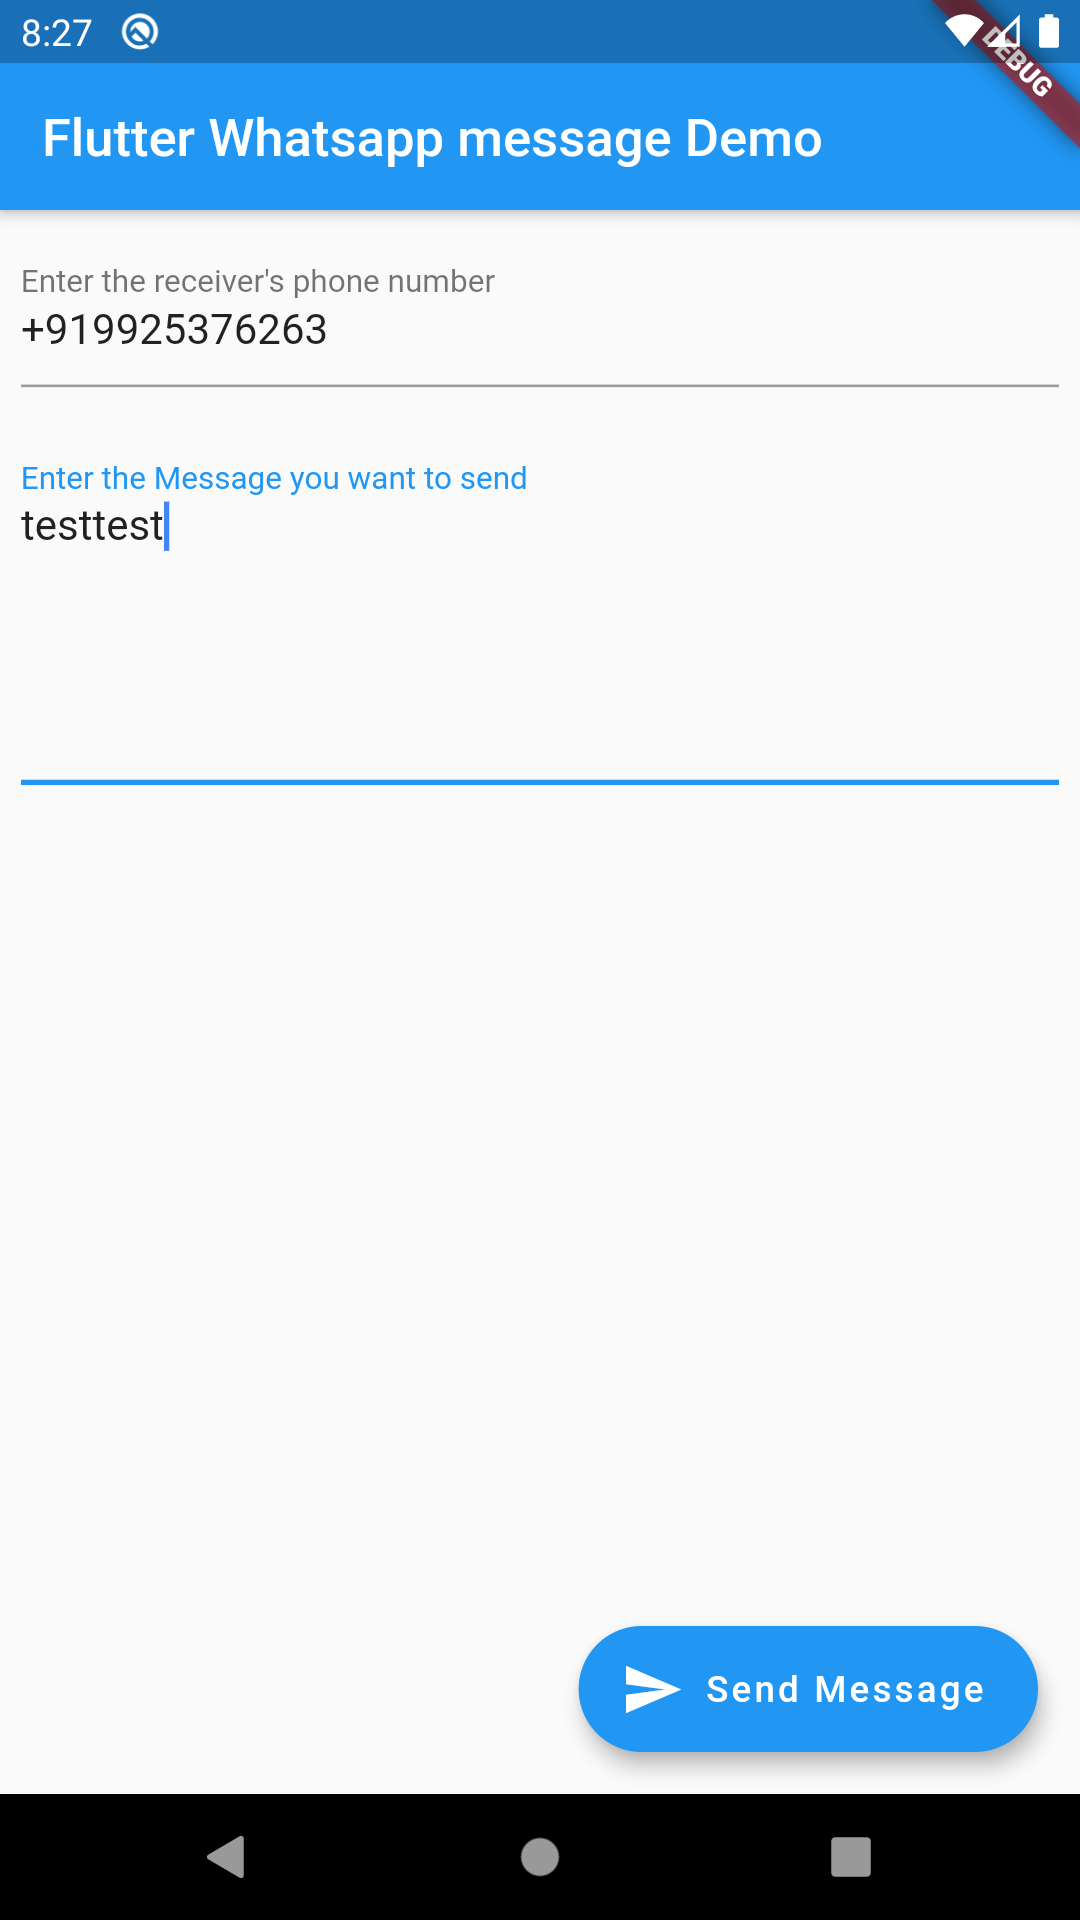 8:27
DEBUG
Flutter Whatsapp message Demo
Enter the receiver's phone number
+919925376263
Enter the Message you want to send
testtest
Send Message